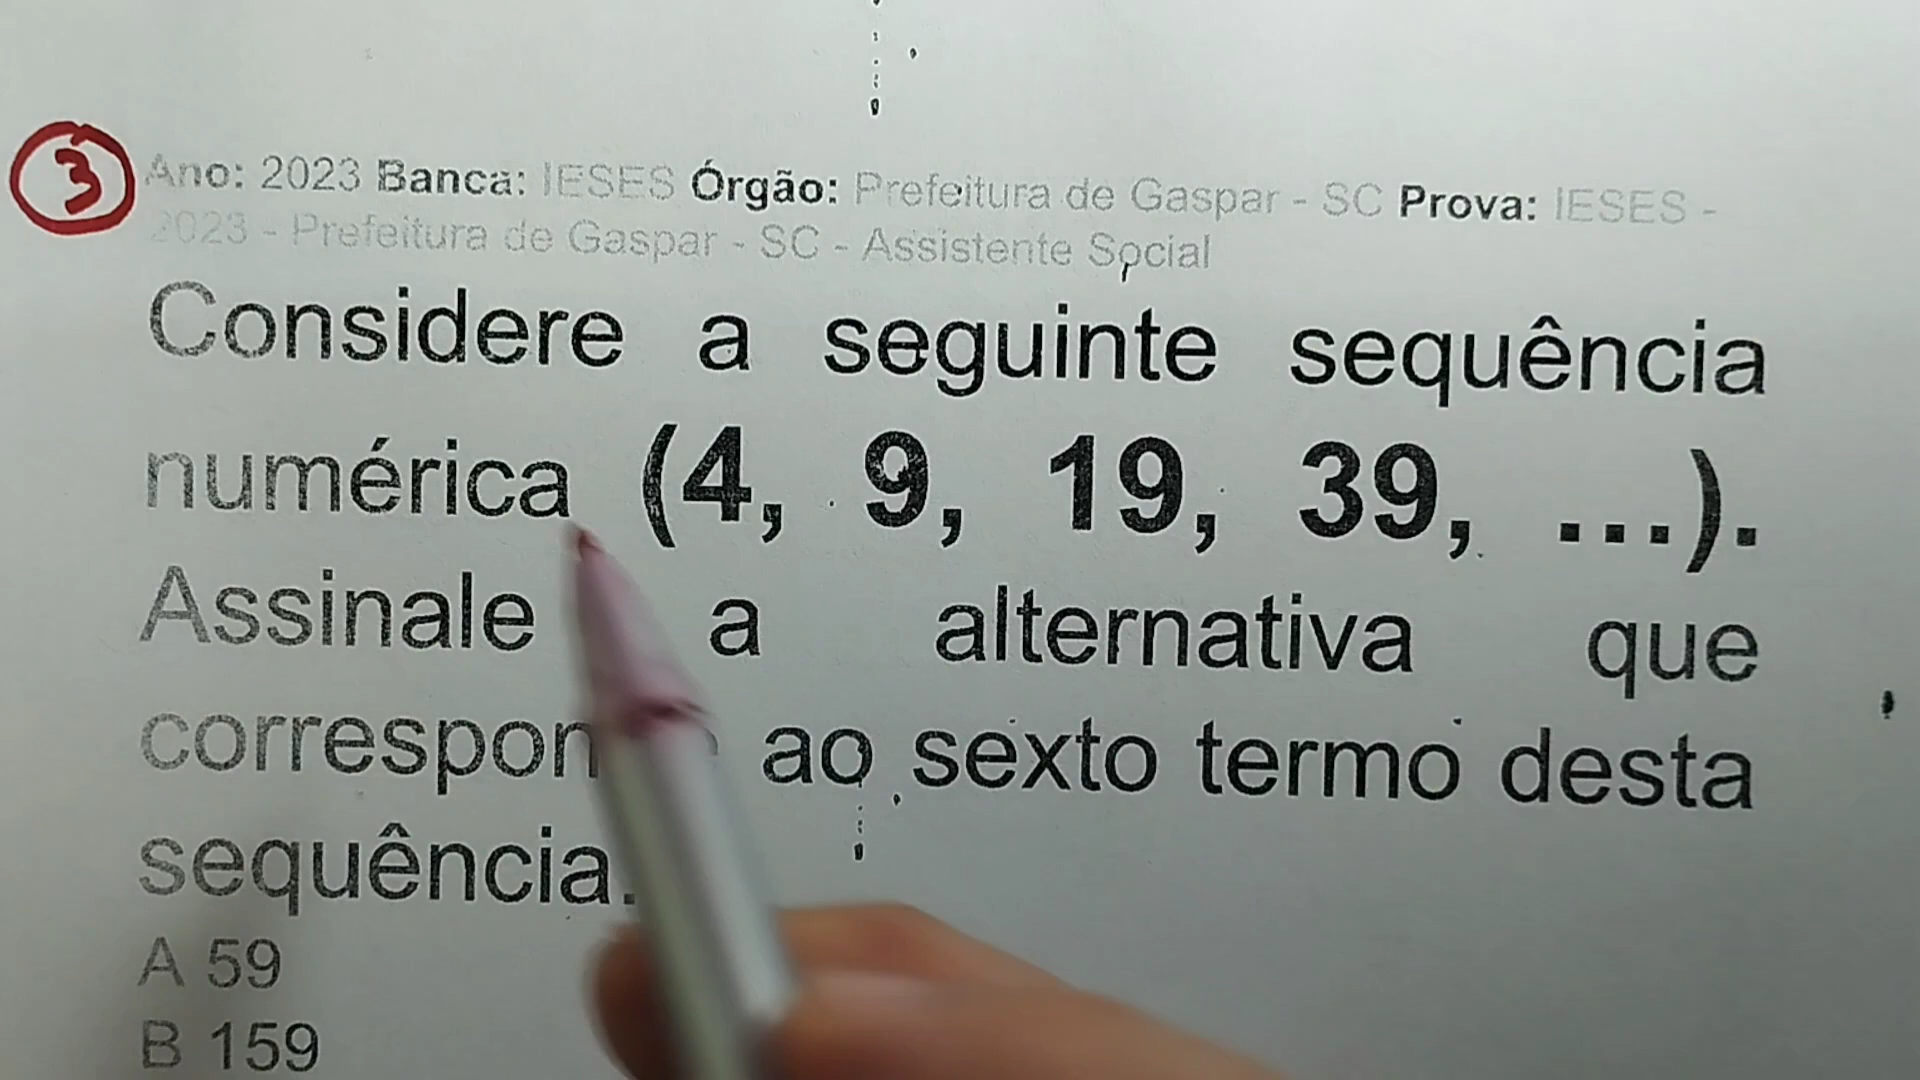 3
Ano: 2023 Banca: IESES Órgão: Prefeitura de Gaspar - SC Prova: IESES -
2023 - Prefeitura de Gaspar - SC - Assistente Social
Considere a seguinte sequência
numérica (4, 9, 19, 39, ...).
Assinale a alternativa que
ao sexto termo desta
sequência.
A 59
B 159